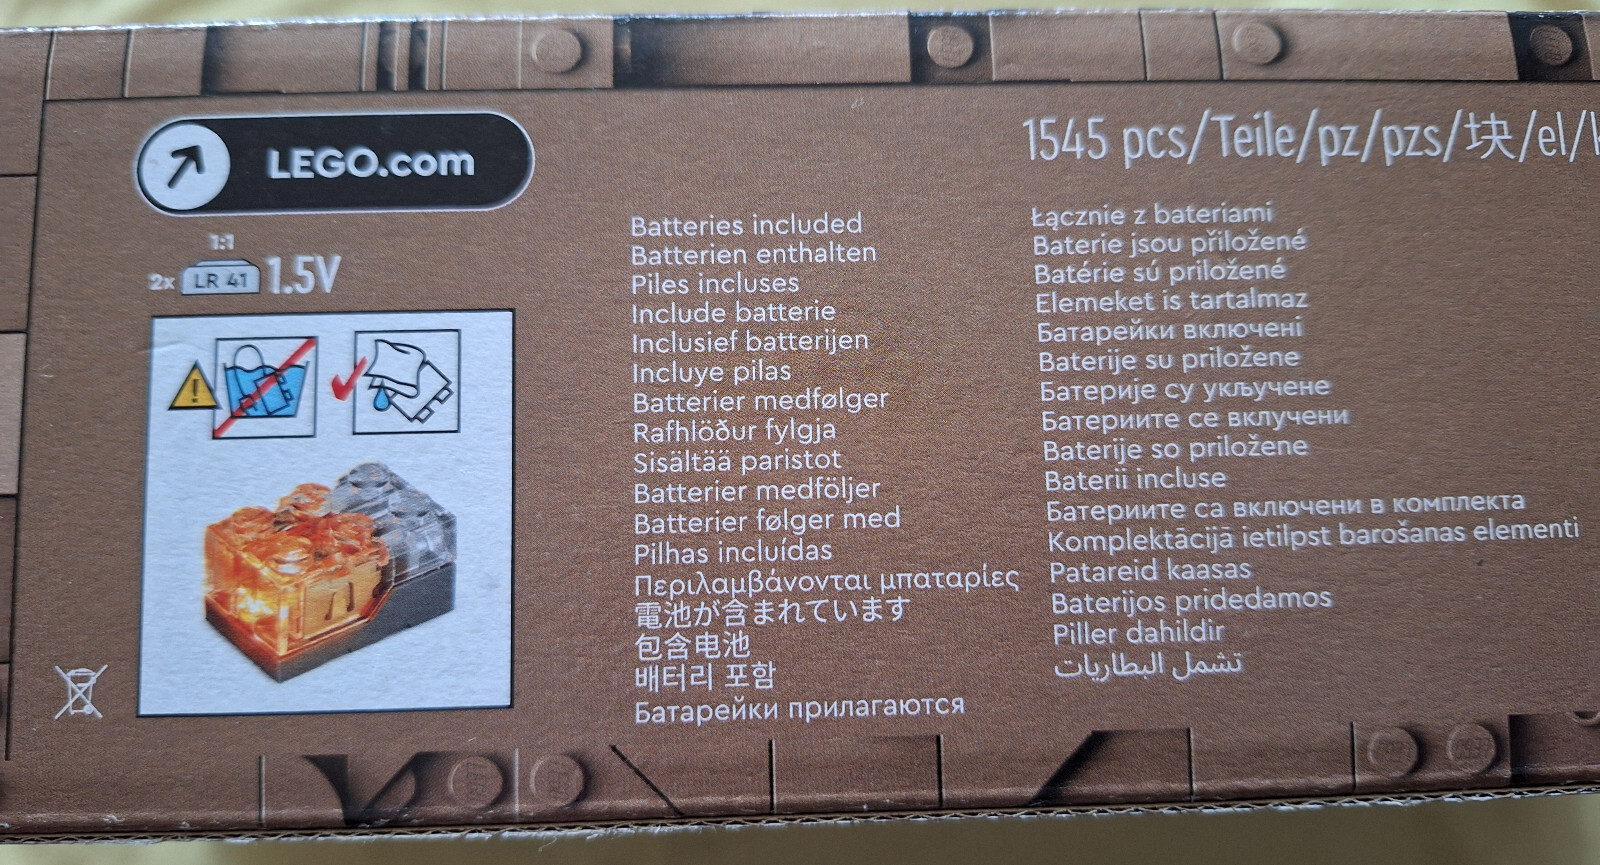 LEGO.com
1:1
2x LR 41 1.5V
Batteries included
Batterien enthalten
Piles incluses
Include batterie
Inclusief batterijen
Incluye pilas
Batterier medfølger
Rafhlöður fylgja
Sisältää paristot
Batterier medföljer
Batterier følger med
Pilhas incluídas
Περιλαμβάνονται μπαταρίες
電池が含まれています
包含电池
배터리 포함
Батарейки прилагаются
1545 pcs/Teile/pz/pzs/块/el/
Łącznie z bateriami
Baterie jsou přiložené
Batérie sú priložené
Elemeket is tartalmaz
Батарейки включені
Baterije su priložene
Батерије су укључене
Батериите се вклучени
Baterije so priložene
Baterii incluse
Батериите са включени в комплекта
Komplektācijā ietilpst barošanas elementi
Patareid kaasas
Baterijos pridedamos
Piller dahildir
تشمل البطاريات